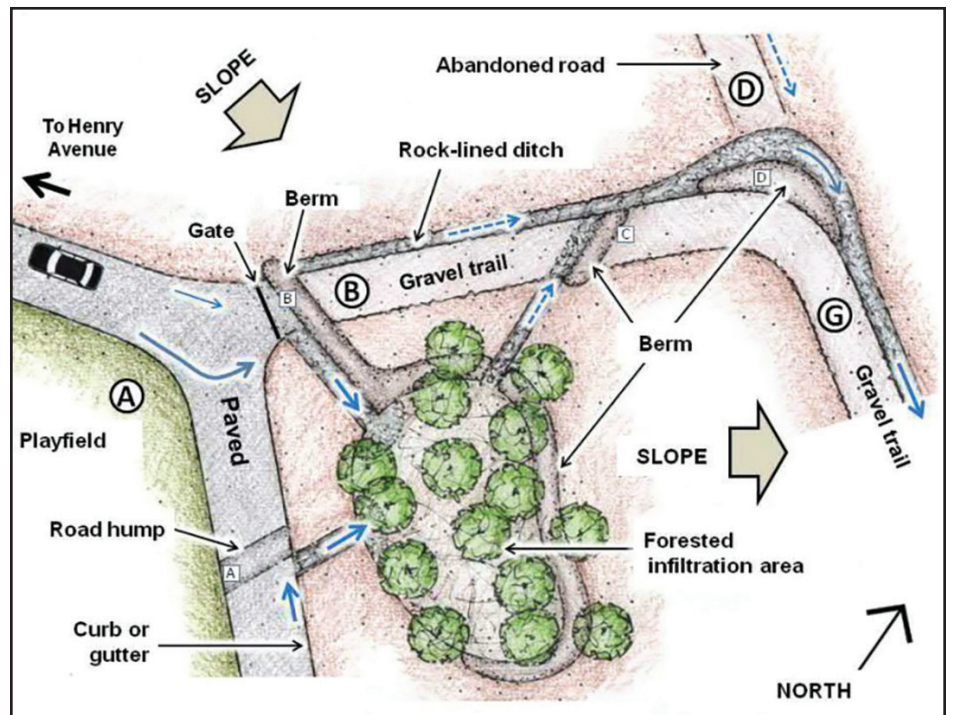 Abandoned road
D
SLOPE
To Henry
Avenue
Rock-lined ditch
Berm
D
Gate
C
B
B
Gravel trail
G
Berm
A
Paved
Gravel trail
Playfield
SLOPE
Road hump
Forested
infiltration area
A
Curb or
gutter
NORTH